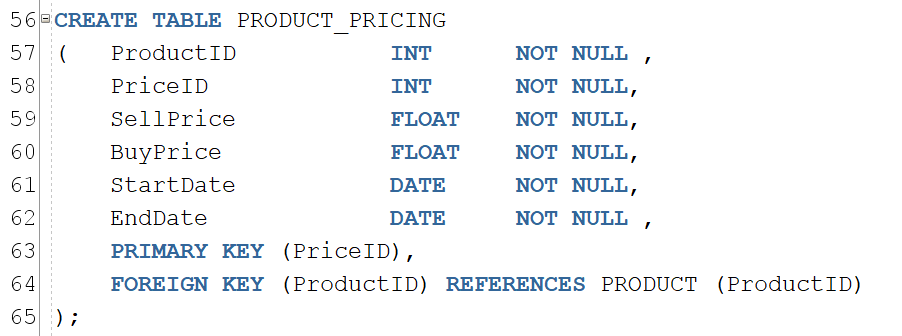 56 CREATE TABLE PRODUCT_PRICING
57 ( ProductID INT NOT NULL ,
58 PriceID INT NOT NULL,
59 SellPrice FLOAT NOT NULL,
60 BuyPrice FLOAT NOT NULL,
61 StartDate DATE NOT NULL,
62 EndDate DATE NOT NULL ,
63 PRIMARY KEY (PriceID),
64 FOREIGN KEY (ProductID) REFERENCES PRODUCT (ProductID)
65 );